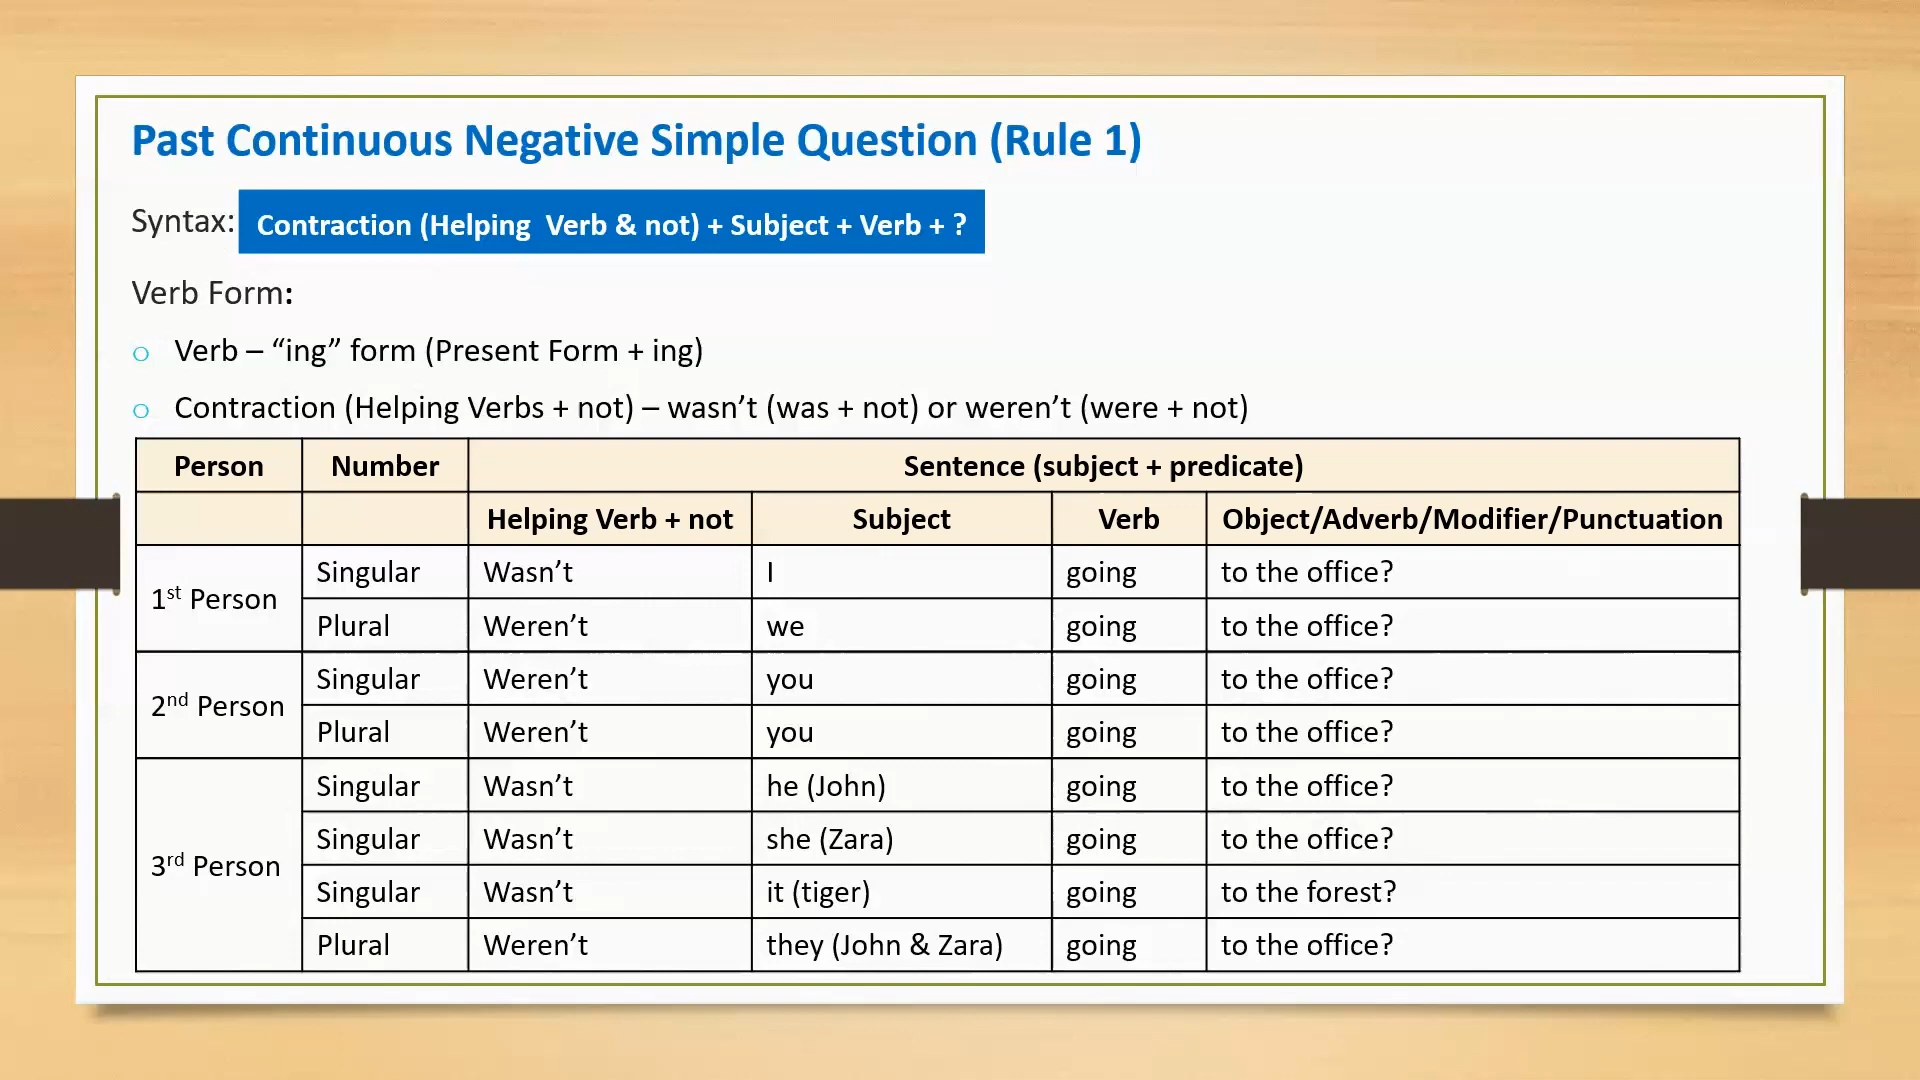 Past Continuous Negative Simple Question (Rule 1)
Syntax: Contraction (Helping Verb & not) + Subject + Verb + ?
Verb Form:
o Verb – “ing” form (Present Form + ing)
o Contraction (Helping Verbs + not) – wasn’t (was + not) or weren’t (were + not)
Person Number Sentence (subject + predicate)
Helping Verb + not Subject Verb Object/Adverb/Modifier/Punctuation
1st Person Singular Wasn’t I going to the office?
Plural Weren’t we going to the office?
2nd Person Singular Weren’t you going to the office?
Plural Weren’t you going to the office?
3rd Person Singular Wasn’t he (John) going to the office?
Singular Wasn’t she (Zara) going to the office?
Singular Wasn’t it (tiger) going to the forest?
Plural Weren’t they (John & Zara) going to the office?